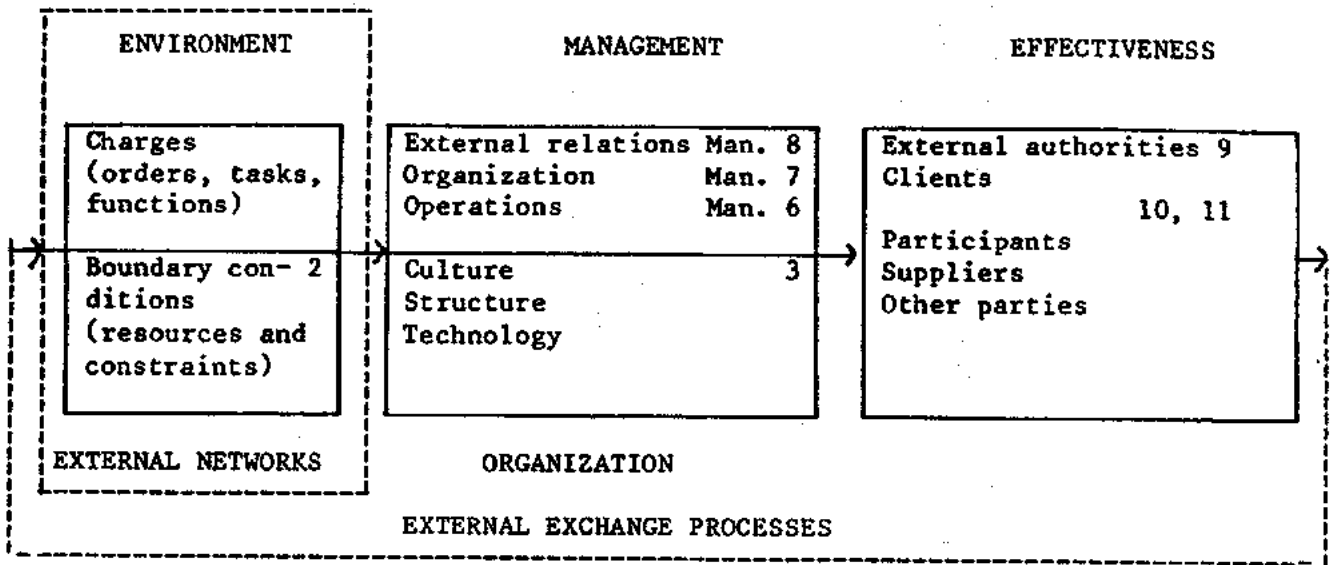 ENVIRONMENT
MANAGEMENT
EFFECTIVENESS
Charges
(orders, tasks,
functions)
Boundary con- 2
ditions
(resources and
constraints)
External relations Man. 8
Organization Man. 7
Operations Man. 6
Culture 3
Structure
Technology
External authorities 9
Clients
10, 11
Participants
Suppliers
Other parties
EXTERNAL NETWORKS
ORGANIZATION
EXTERNAL EXCHANGE PROCESSES